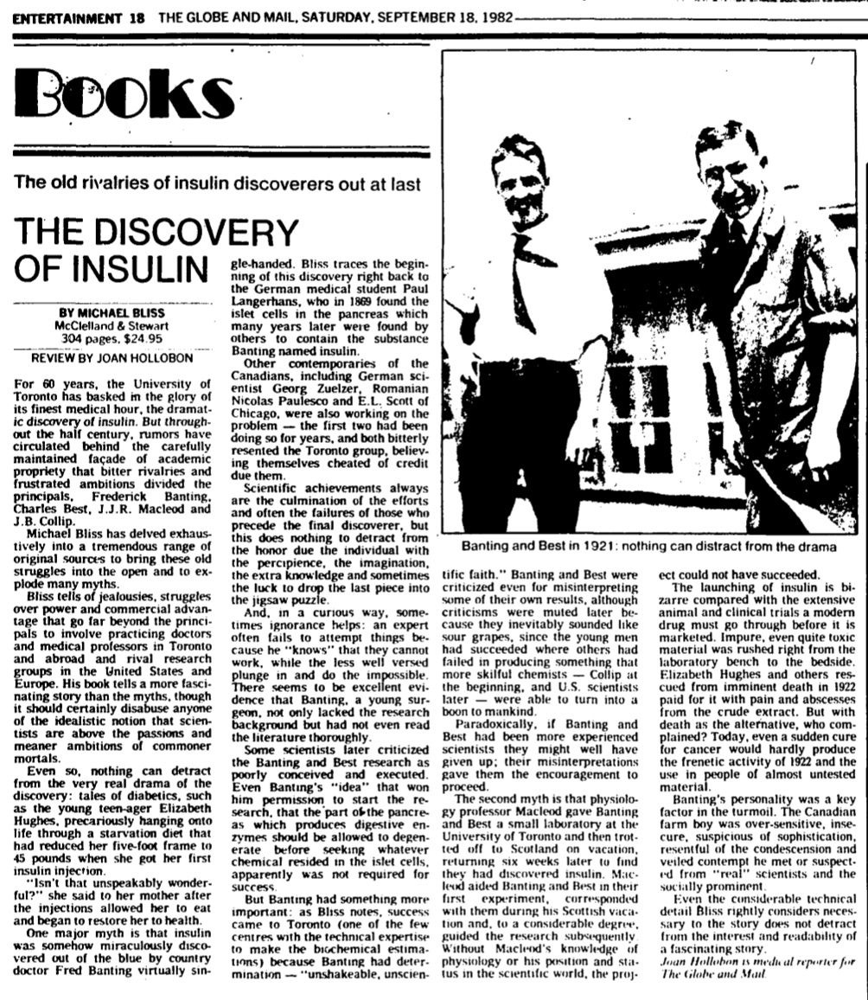 ENTERTAINMENT 18 THE GLOBE AND MAIL, SATURDAY, SEPTEMBER 18, 1982
Books
The old rivalries of insulin discoverers out at last
THE DISCOVERY
OF INSULIN
BY MICHAEL BLISS
McClelland & Stewart
304 pages, $24.95
REVIEW BY JOAN HOLLOBON
For 60 years, the University of
Toronto has basked in the glory of
its finest medical hour, the dramat-
ic discovery of insulin. But through-
out the half century, rumors have
circulated behind the carefully
maintained façade of academic
propriety that bitter rivalries and
frustrated ambitions divided the
principals, Frederick Banting,
Charles Best, J.J.R. Macleod and
J.B. Collip.
Michael Bliss has delved exhaus-
tively into a tremendous range of
original sources to bring these old
struggles into the open and to ex-
plode many myths.
Bliss tells of jealousies, struggles
over power and commercial advan-
tage that go far beyond the princi-
pals to involve practicing doctors
and medical professors in Toronto
and abroad and rival research
groups in the United States and
Europe. His book tells a more fasci-
nating story than the myths, though
it should certainly disabuse anyone
of the idealistic notion that scien-
tists are above the passions and
meaner ambitions of commoner
mortals.
Even so, nothing can detract
from the very real drama of the
discovery: tales of diabetics, such
as the young teen-ager Elizabeth
Hughes, precariously hanging onto
life through a starvation diet that
had reduced her five-foot frame to
45 pounds when she got her first
insulin injection.
"Isn't that unspeakably wonder-
ful?" she said to her mother after
the injections allowed her to eat
and began to restore her to health.
One major myth is that insulin
was somehow miraculously disco-
vered out of the blue by country
doctor Fred Banting virtually sin-
gle-handed. Bliss traces the begin-
ning of this discovery right back to
the German medical student Paul
Langerhans, who in 1869 found the
islet cells in the pancreas which
many years later were found by
others to contain the substance
Banting named insulin.
Other contemporaries of the
Canadians, including German sci-
entist Georg Zuelzer, Romanian
Nicolas Paulesco and E.L. Scott of
Chicago, were also working on the
problem — the first two had been
doing so for years, and both bitterly
resented the Toronto group, believ-
ing themselves cheated of credit
due them.
Scientific achievements always
are the culmination of the efforts
and often the failures of those who
precede the final discoverer, but
this does nothing to detract from
the honor due the individual with
the percipience, the imagination,
the extra knowledge and sometimes
the luck to drop the last piece into
the jigsaw puzzle.
And, in a curious way, some-
times ignorance helps: an expert
often fails to attempt things be-
cause he "knows" that they cannot
work, while the less well versed
plunge in and do the impossible.
There seems to be excellent evi-
dence that Banting, a young sur-
geon, not only lacked the research
background but had not even read
the literature thoroughly.
Some scientists later criticized
the Banting and Best research as
poorly conceived and executed.
Even Banting's "idea" that won
him permission to start the re-
search, that the part of the pancre-
as which produces digestive en-
zymes should be allowed to degen-
erate before seeking whatever
chemical resided in the islet cells,
apparently was not required for
success.
But Banting had something more
important: as Bliss notes, success
came to Toronto (one of the few
centres with the technical expertise
to make the biochemical estima-
tions) because Banting had deter-
mination — "unshakeable, unscien-
Banting and Best in 1921: nothing can distract from the drama
tific faith." Banting and Best were
criticized even for misinterpreting
some of their own results, although
criticisms were muted later be-
cause they inevitably sounded like
sour grapes, since the young men
had succeeded where others had
failed in producing something that
more skilful chemists — Collip at
the beginning, and U.S. scientists
later — were able to turn into a
boon to mankind.
Paradoxically, if Banting and
Best had been more experienced
scientists they might well have
given up; their misinterpretations
gave them the encouragement to
proceed.
The second myth is that physiolo-
gy professor Macleod gave Banting
and Best a small laboratory at the
University of Toronto and then trot-
ted off to Scotland on vacation,
returning six weeks later to find
they had discovered insulin. Mac-
leod aided Banting and Best in their
first experiment, corresponded
with them during his Scottish vaca-
tion and, to a considerable degree,
guided the research subsequently.
Without Macleod's knowledge of
physiology or his position and sta-
tus in the scientific world, the proj-
ect could not have succeeded.
The launching of insulin is bi-
zarre compared with the extensive
animal and clinical trials a modern
drug must go through before it is
marketed. Impure, even quite toxic
material was rushed right from the
laboratory bench to the bedside.
Elizabeth Hughes and others res-
cued from imminent death in 1922
paid for it with pain and abscesses
from the crude extract. But with
death as the alternative, who com-
plained? Today, even a sudden cure
for cancer would hardly produce
the frenetic activity of 1922 and the
use in people of almost untested
material.
Banting's personality was a key
factor in the turmoil. The Canadian
farm boy was over-sensitive, inse-
cure, suspicious of sophistication,
resentful of the condescension and
veiled contempt he met or suspect-
ed from "real" scientists and the
socially prominent.
Even the considerable technical
detail Bliss rightly considers neces-
sary to the story does not detract
from the interest and readability of
a fascinating story.
Joan Hollobon is medical reporter for
The Globe and Mail.